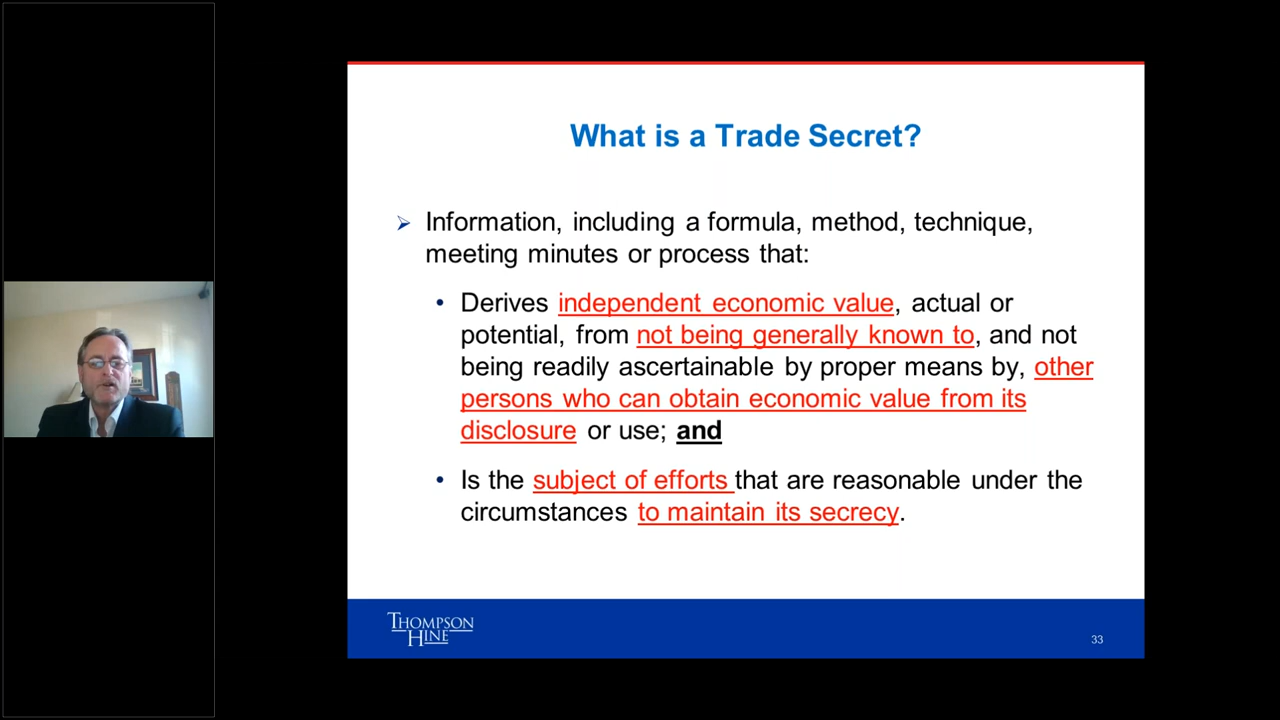 What is a Trade Secret?
➢ Information, including a formula, method, technique,
meeting minutes or process that:
• Derives independent economic value, actual or
potential, from not being generally known to, and not
being readily ascertainable by proper means by, other
persons who can obtain economic value from its
disclosure or use; and
• Is the subject of efforts that are reasonable under the
circumstances to maintain its secrecy.
THOMPSON
HINE
33